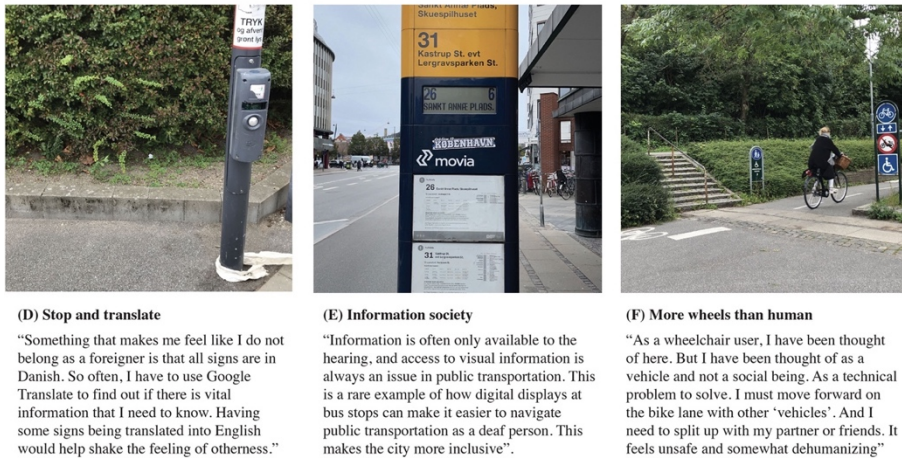 TRYK
og afvent
grønt lys
Sankt Annæ Plads,
Skuespilhuset
31
Kastrup St. evt
Lergravsparken St.
26 6
SANKT ANNÆ PLADS.
KØBENHAVN
movia
26
31
(D) Stop and translate
“Something that makes me feel like I do not
belong as a foreigner is that all signs are in
Danish. So often, I have to use Google
Translate to find out if there is vital
information that I need to know. Having
some signs being translated into English
would help shake the feeling of otherness.”
(E) Information society
“Information is often only available to the
hearing, and access to visual information is
always an issue in public transportation. This
is a rare example of how digital displays at
bus stops can make it easier to navigate
public transportation as a deaf person. This
makes the city more inclusive”.
(F) More wheels than human
“As a wheelchair user, I have been thought
of here. But I have been thought of as a
vehicle and not a social being. As a technical
problem to solve. I must move forward on
the bike lane with other ‘vehicles’. And I
need to split up with my partner or friends. It
feels unsafe and somewhat dehumanizing”